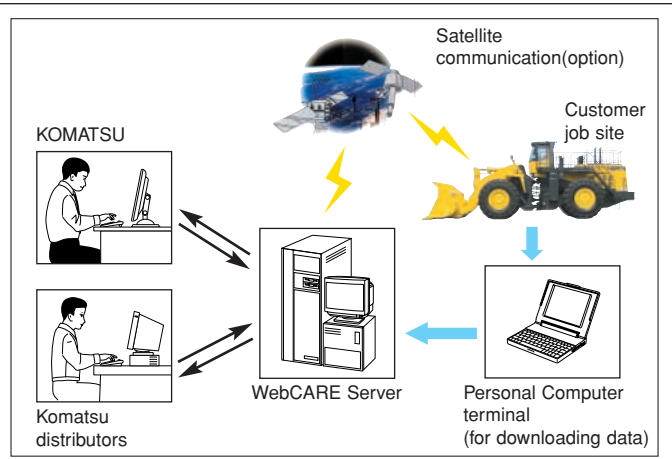 Satellite
communication(option)
KOMATSU
Customer
job site
WebCARE Server
Personal Computer
terminal
(for downloading data)
Komatsu
distributors